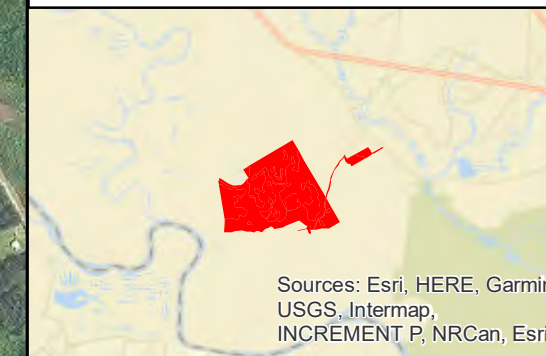 Sources: Esri, HERE, Garmin
USGS, Intermap,
INCREMENT P, NRCan, Esri